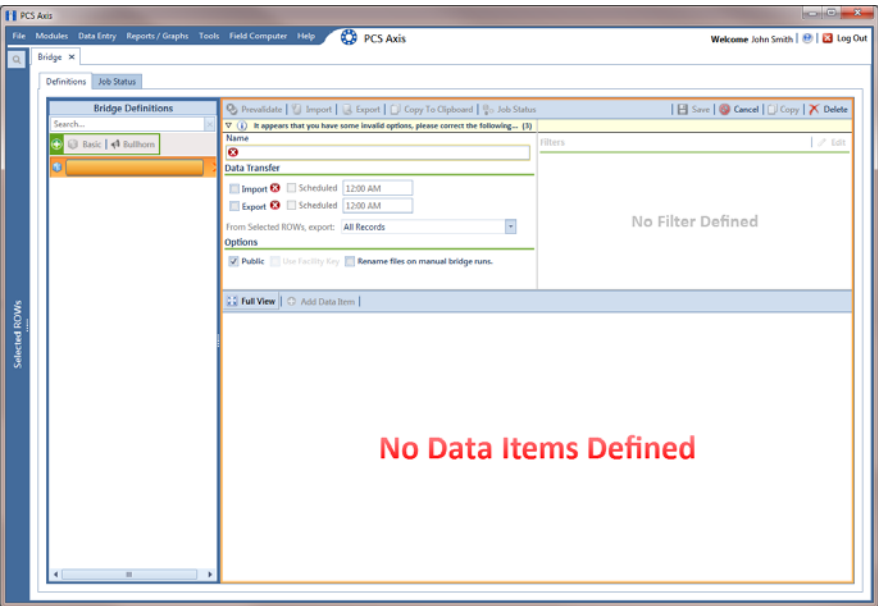 PCS Axis
File Modules Data Entry Reports / Graphs Tools Field Computer Help PCS Axis Welcome John Smith Log Out
Bridge ×
Definitions Job Status
Bridge Definitions
Search...
Basic Bullhorn
Prevalidate Import Export Copy To Clipboard Job Status Save Cancel Copy Delete
It appears that you have some invalid options, please correct the following... (3)
Name
Filters Edit
Data Transfer
Import Scheduled 12:00 AM
Export Scheduled 12:00 AM
No Filter Defined
From Selected ROWs, export: All Records
Options
Public Use Facility Key Rename files on manual bridge runs.
Full View Add Data Item
Selected ROWs
No Data Items Defined